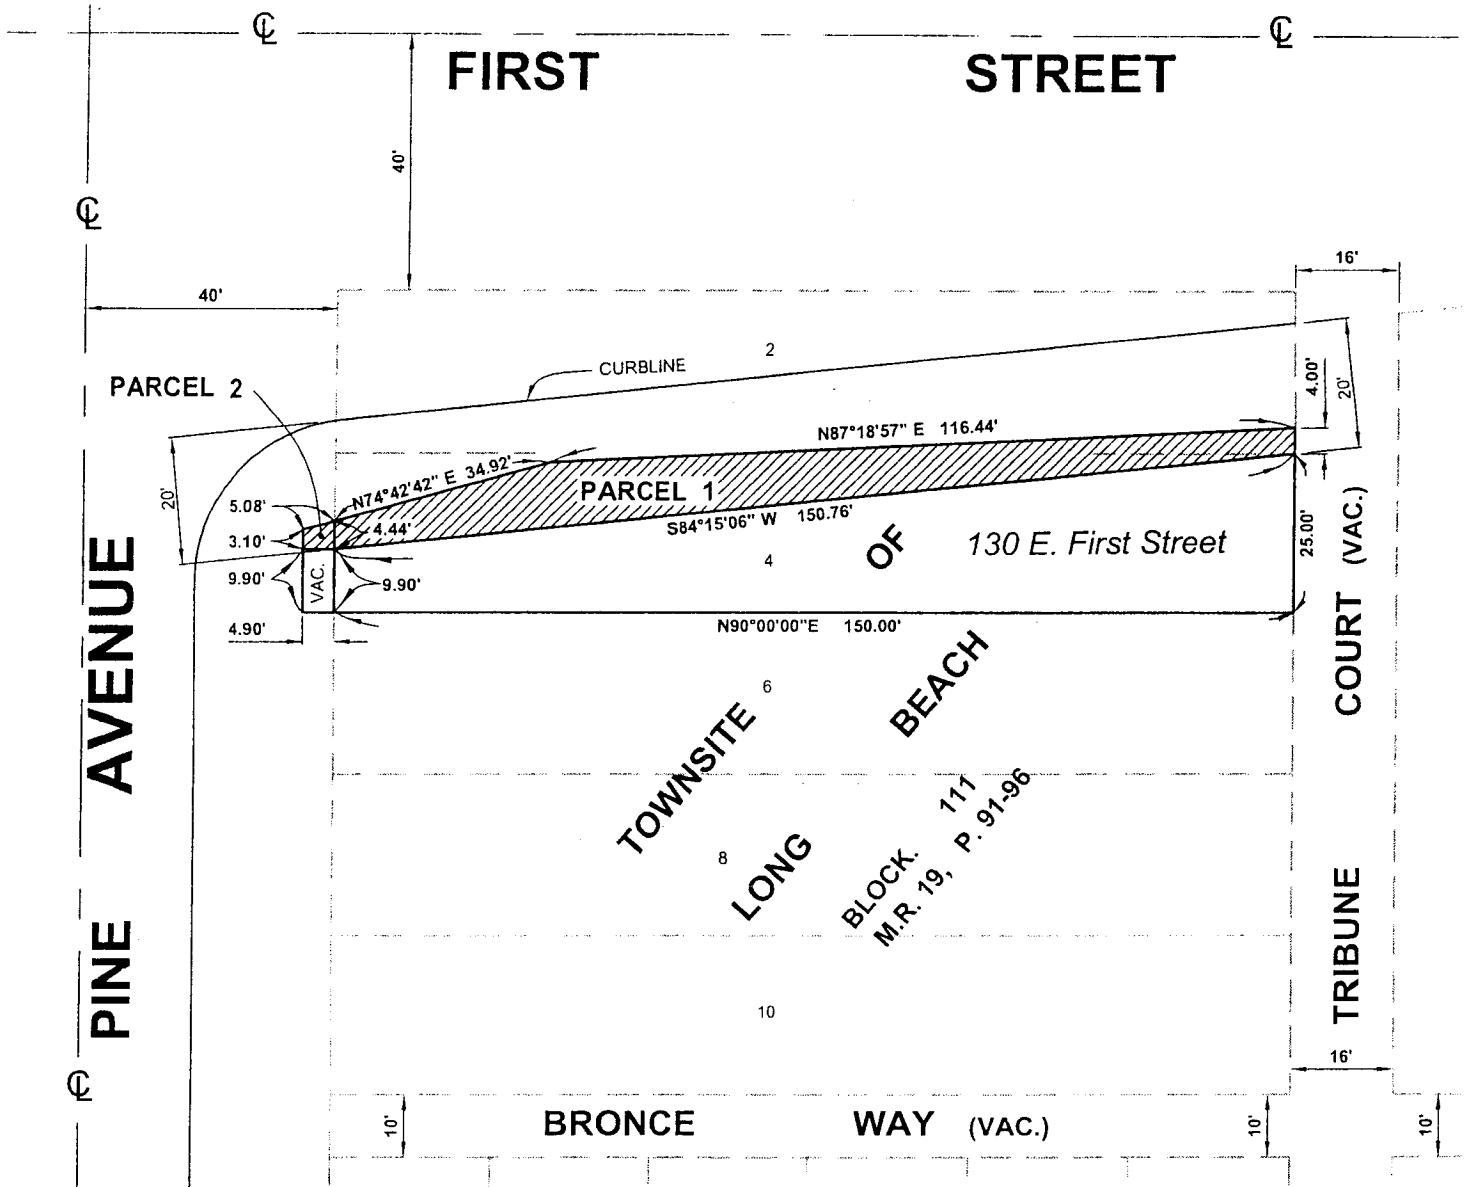 ℄
℄
FIRST STREET
40'
℄
16'
40'
2
CURBLINE
PARCEL 2
4.00'
20'
N87°18'57" E 116.44'
N74°42'42" E 34.92'
20'
5.08'
PARCEL 1
4.44'
S84°15'06" W 150.76'
3.10'
OF
130 E. First Street
25.00'
4
9.90'
VAC.
9.90'
4.90'
N90°00'00"E 150.00'
PINE AVENUE
TRIBUNE COURT (VAC.)
6
BEACH
TOWNSITE
111
8
LONG
BLOCK.
M.R. 19, P. 91-96
10
16'
℄
10'
BRONCE WAY (VAC.)
10'
10'